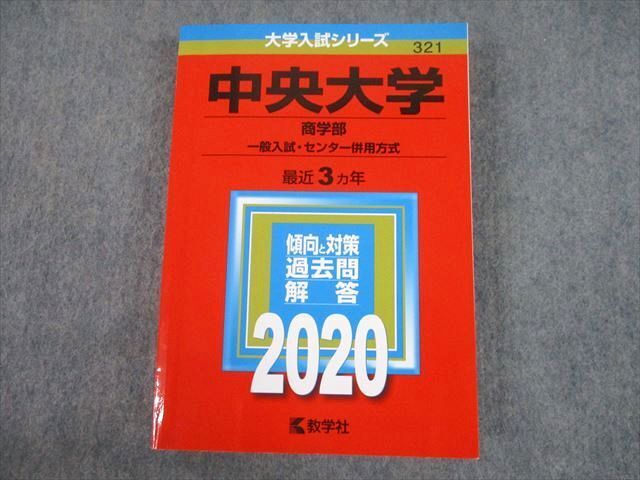 大学入試シリーズ
321
中央大学
商学部
一般入試・センター併用方式
最近3カ年
傾向と対策
過去問
解答
2020
教学社